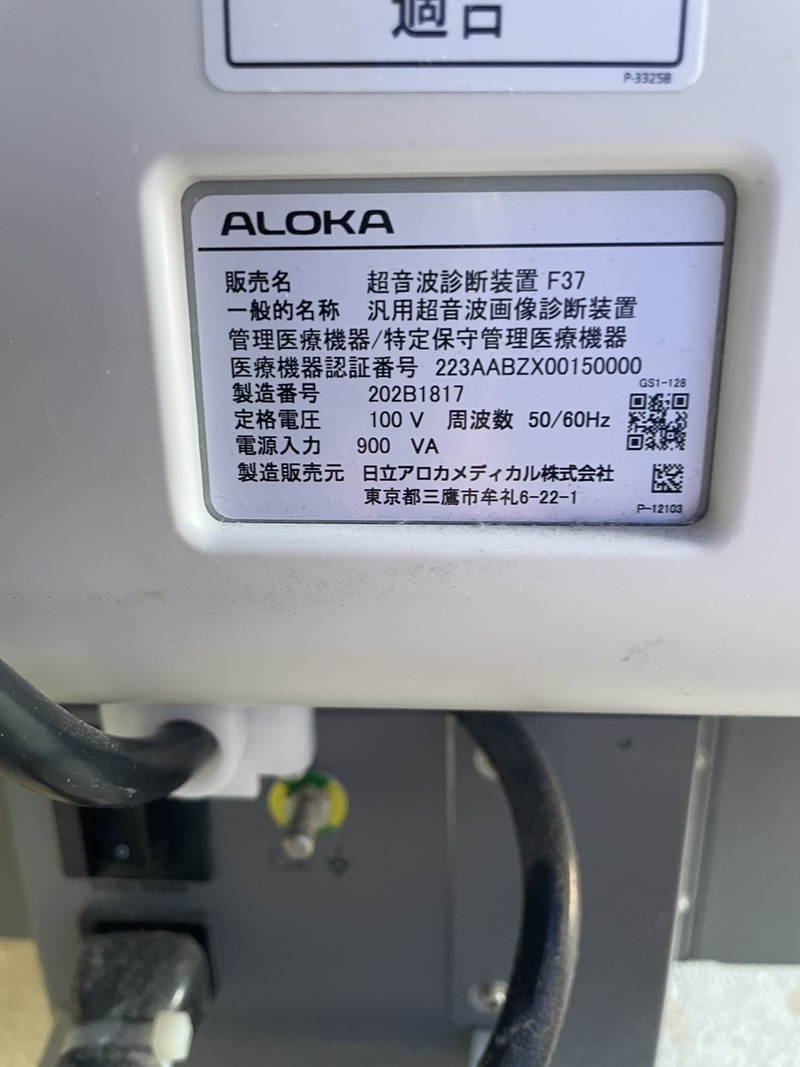 適合
P-3325B
ALOKA
販売名 超音波診断装置 F37
一般的名称 汎用超音波画像診断装置
管理医療機器/特定保守管理医療機器
医療機器認証番号 223AABZX00150000
GS1-128
製造番号 202B1817
定格電圧 100 V 周波数 50/60Hz
電源入力 900 VA
製造販売元 日立アロカメディカル株式会社
東京都三鷹市牟礼6-22-1
P-12103